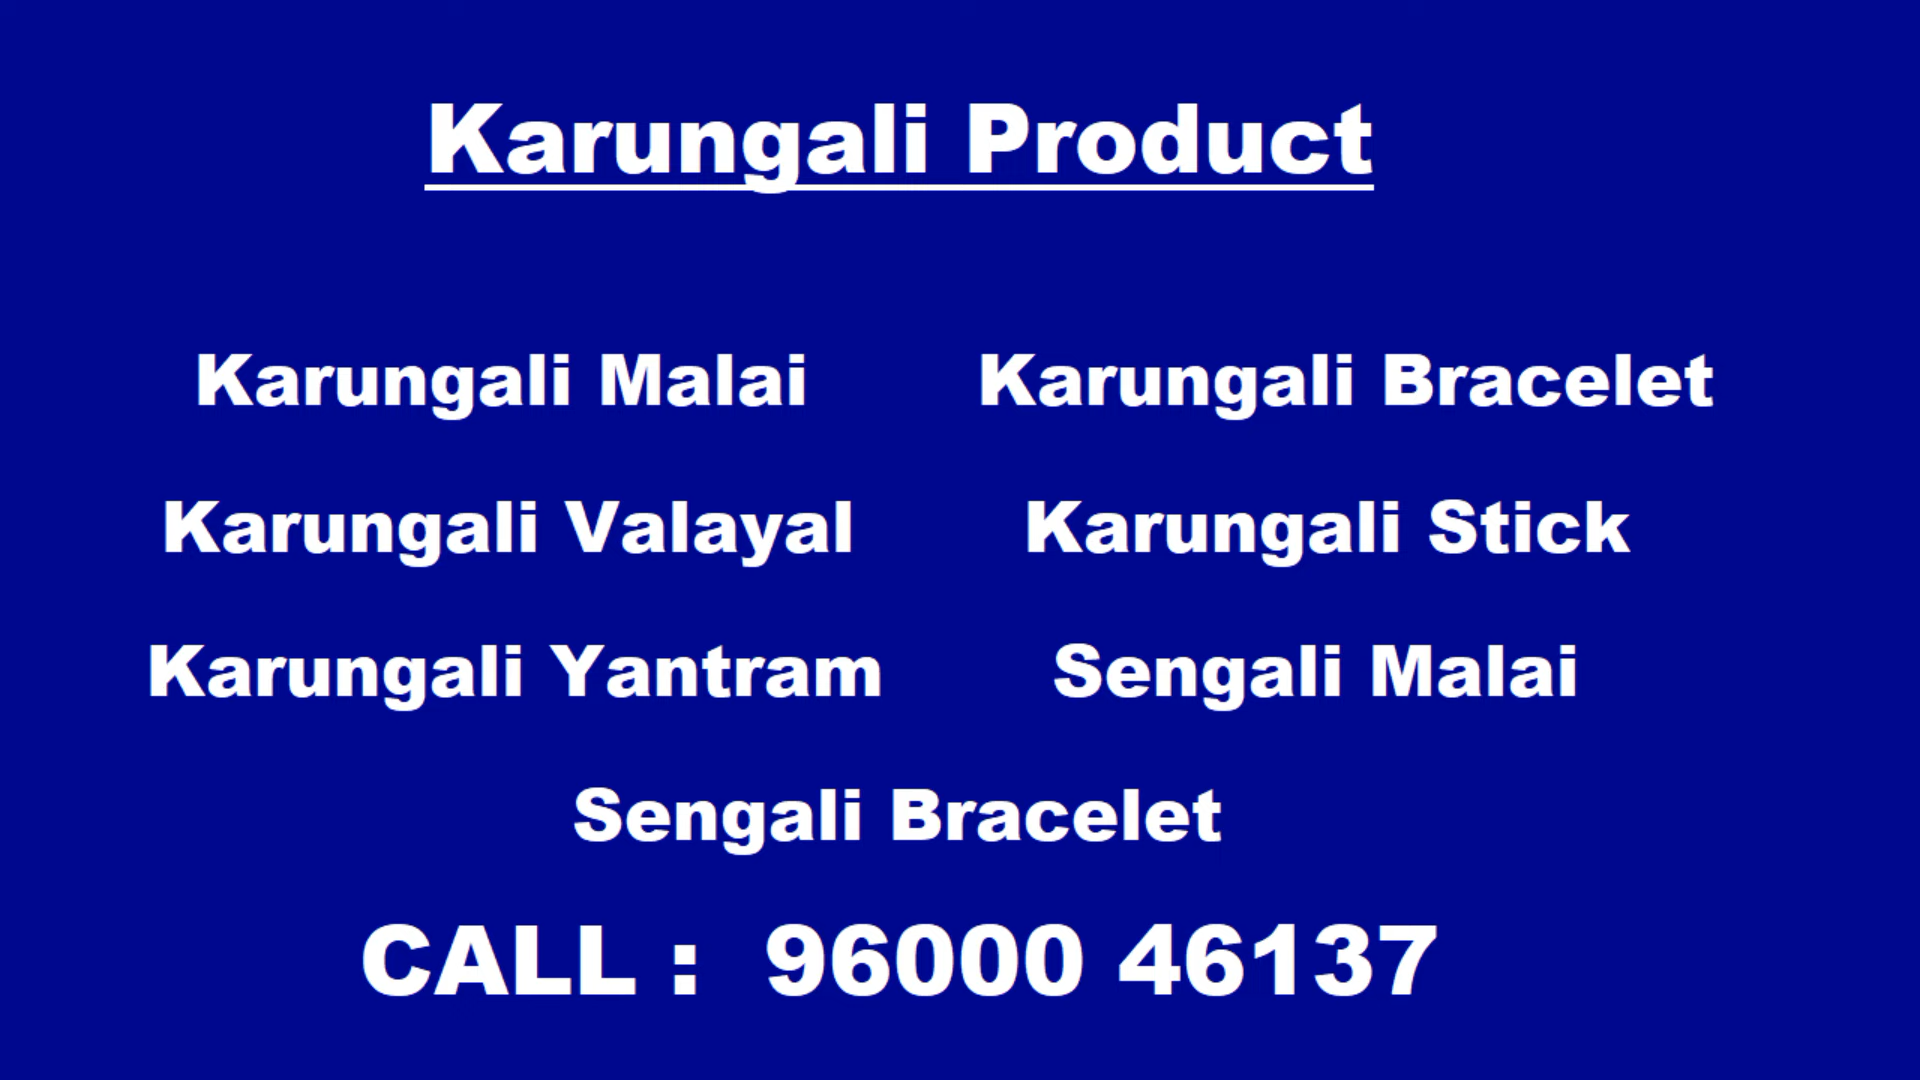 Karungali Product
Karungali Malai Karungali Bracelet
Karungali Valayal Karungali Stick
Karungali Yantram Sengali Malai
Sengali Bracelet
CALL : 96000 46137